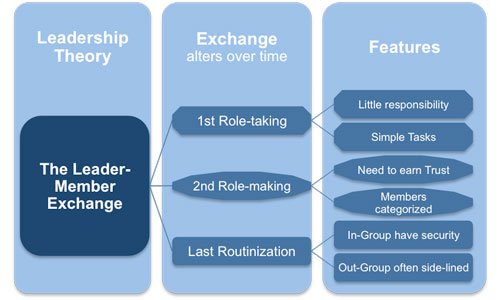 Leadership
Theory
The Leader-
Member
Exchange
Exchange
alters over time
1st Role-taking
2nd Role-making
Last Routinization
Features
Little responsibility
Simple Tasks
Need to earn Trust
Members
categorized
In-Group have security
Out-Group often side-lined